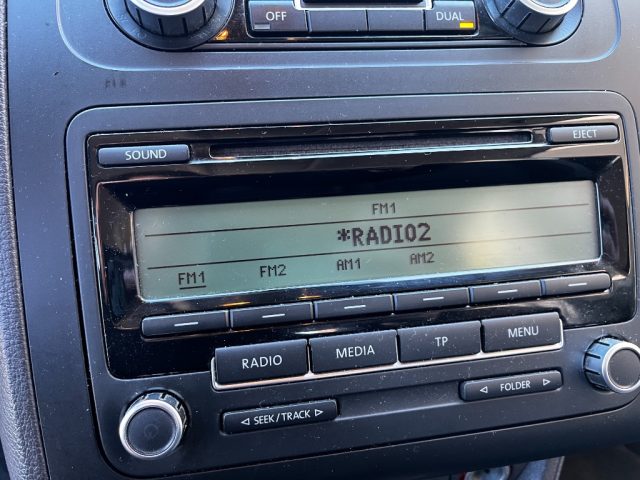 OFF DUAL
SOUND EJECT
FM1
*RADIO2
FM1 FM2 AM1 AM2
RADIO MEDIA TP MENU
SEEK/TRACK FOLDER